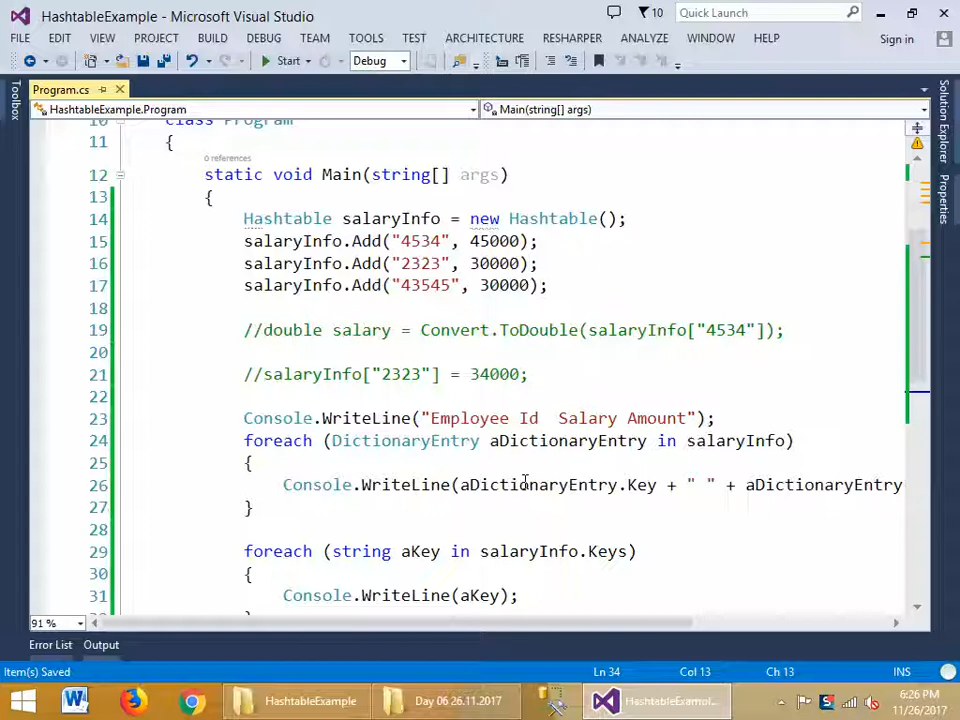 HashtableExample - Microsoft Visual Studio
10
Quick Launch
FILE EDIT VIEW PROJECT BUILD DEBUG TEAM TOOLS TEST ARCHITECTURE RESHARPER ANALYZE WINDOW HELP
Sign in
Start Debug
Toolbox
Program.cs
HashtableExample.Program
Main(string[] args)
Solution Explorer
Properties
10 class Program
11 {
0 references
12 static void Main(string[] args)
13 {
14 Hashtable salaryInfo = new Hashtable();
15 salaryInfo.Add("4534", 45000);
16 salaryInfo.Add("2323", 30000);
17 salaryInfo.Add("43545", 30000);
18
19 //double salary = Convert.ToDouble(salaryInfo["4534"]);
20
21 //salaryInfo["2323"] = 34000;
22
23 Console.WriteLine("Employee Id  Salary Amount");
24 foreach (DictionaryEntry aDictionaryEntry in salaryInfo)
25 {
26 Console.WriteLine(aDictionaryEntry.Key + " " + aDictionaryEntry
27 }
28
29 foreach (string aKey in salaryInfo.Keys)
30 {
31 Console.WriteLine(aKey);
91 %
Error List Output
Item(s) Saved
Ln 34 Col 13 Ch 13 INS
HashtableExample
Day 06 26.11.2017
HashtableExamol...
6:26 PM
11/26/2017